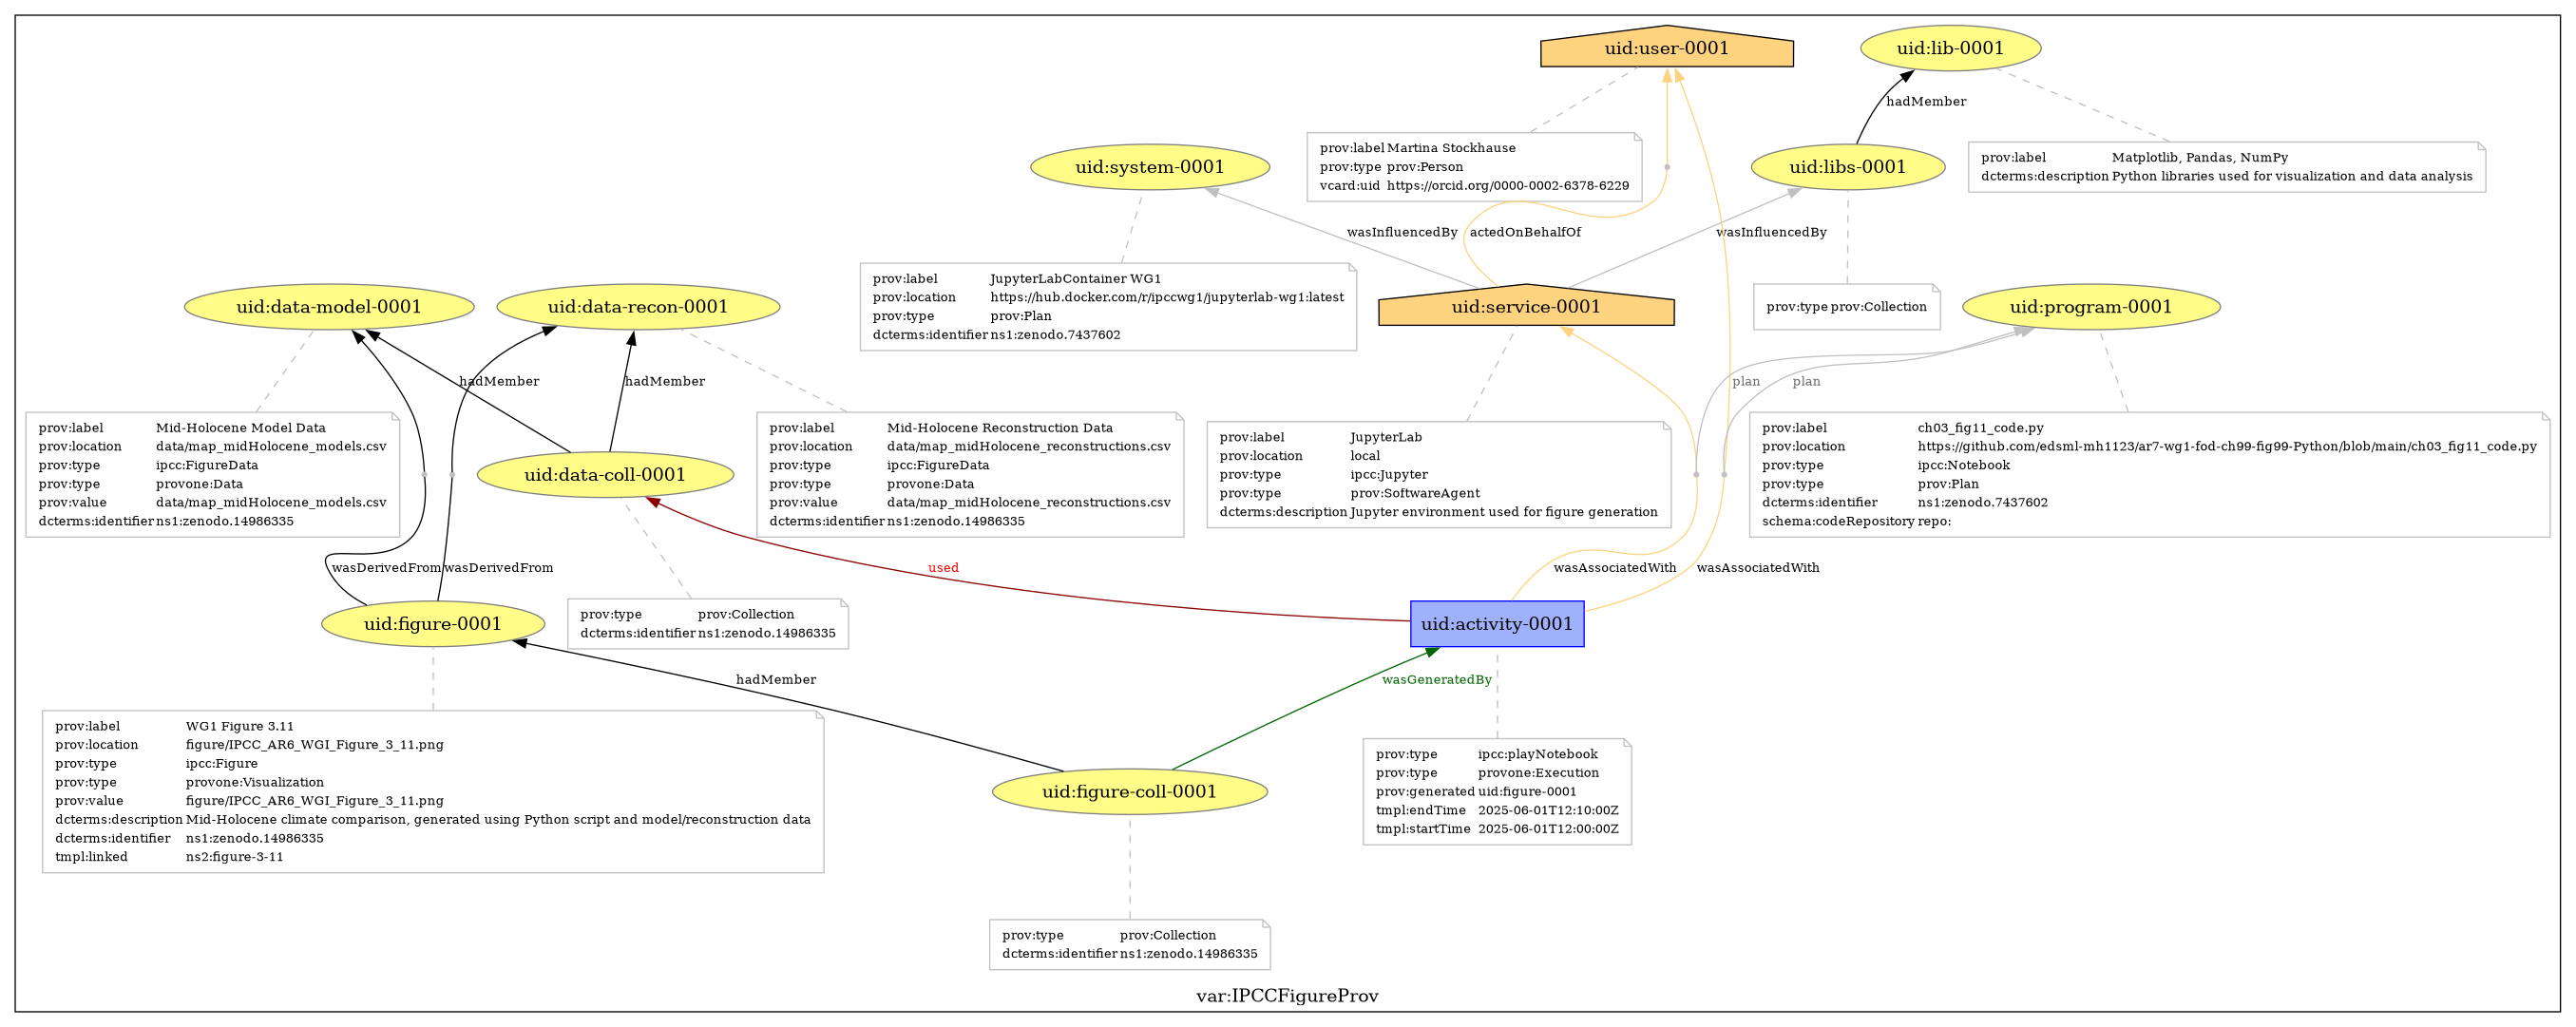 uid:user-0001
uid:lib-0001
hadMember
prov:label Martina Stockhause
prov:type prov:Person
vcard:uid https://orcid.org/0000-0002-6378-6229
prov:label Matplotlib, Pandas, NumPy
dcterms:description Python libraries used for visualization and data analysis
uid:system-0001
uid:libs-0001
wasInfluencedBy
actedOnBehalfOf
wasInfluencedBy
prov:label JupyterLabContainer WG1
prov:location https://hub.docker.com/r/ipccwg1/jupyterlab-wg1:latest
prov:type prov:Plan
dcterms:identifier ns1:zenodo.7437602
uid:data-model-0001
uid:data-recon-0001
uid:service-0001
prov:type prov:Collection
uid:program-0001
hadMember
hadMember
plan
plan
prov:label Mid-Holocene Model Data
prov:location data/map_midHolocene_models.csv
prov:type ipcc:FigureData
prov:type provone:Data
prov:value data/map_midHolocene_models.csv
dcterms:identifier ns1:zenodo.14986335
uid:data-coll-0001
prov:label Mid-Holocene Reconstruction Data
prov:location data/map_midHolocene_reconstructions.csv
prov:type ipcc:FigureData
prov:type provone:Data
prov:value data/map_midHolocene_reconstructions.csv
dcterms:identifier ns1:zenodo.14986335
prov:label JupyterLab
prov:location local
prov:type ipcc:Jupyter
prov:type prov:SoftwareAgent
dcterms:description Jupyter environment used for figure generation
prov:label ch03_fig11_code.py
prov:location https://github.com/edsml-mh1123/ar7-wg1-fod-ch99-fig99-Python/blob/main/ch03_fig11_code.py
prov:type ipcc:Notebook
prov:type prov:Plan
dcterms:identifier ns1:zenodo.7437602
schema:codeRepository repo:
wasDerivedFrom
wasDerivedFrom
used
wasAssociatedWith
wasAssociatedWith
uid:figure-0001
prov:type prov:Collection
dcterms:identifier ns1:zenodo.14986335
uid:activity-0001
hadMember
wasGeneratedBy
prov:label WG1 Figure 3.11
prov:location figure/IPCC_AR6_WGI_Figure_3_11.png
prov:type ipcc:Figure
prov:type provone:Visualization
prov:value figure/IPCC_AR6_WGI_Figure_3_11.png
dcterms:description Mid-Holocene climate comparison, generated using Python script and model/reconstruction data
dcterms:identifier ns1:zenodo.14986335
tmpl:linked ns2:figure-3-11
uid:figure-coll-0001
prov:type ipcc:playNotebook
prov:type provone:Execution
prov:generated uid:figure-0001
tmpl:endTime 2025-06-01T12:10:00Z
tmpl:startTime 2025-06-01T12:00:00Z
prov:type prov:Collection
dcterms:identifier ns1:zenodo.14986335
var:IPCCFigureProv